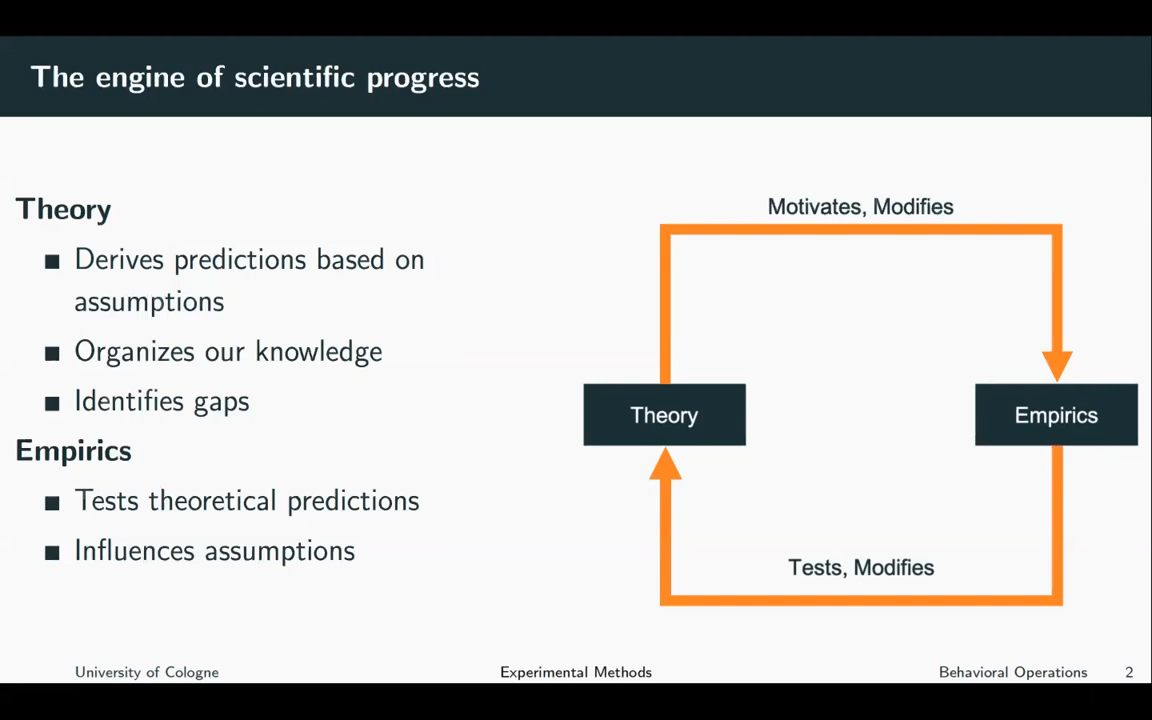 The engine of scientific progress
Theory
■ Derives predictions based on
assumptions
■ Organizes our knowledge
■ Identifies gaps
Empirics
■ Tests theoretical predictions
■ Influences assumptions
Motivates, Modifies
Theory
Empirics
Tests, Modifies
University of Cologne
Experimental Methods
Behavioral Operations
2